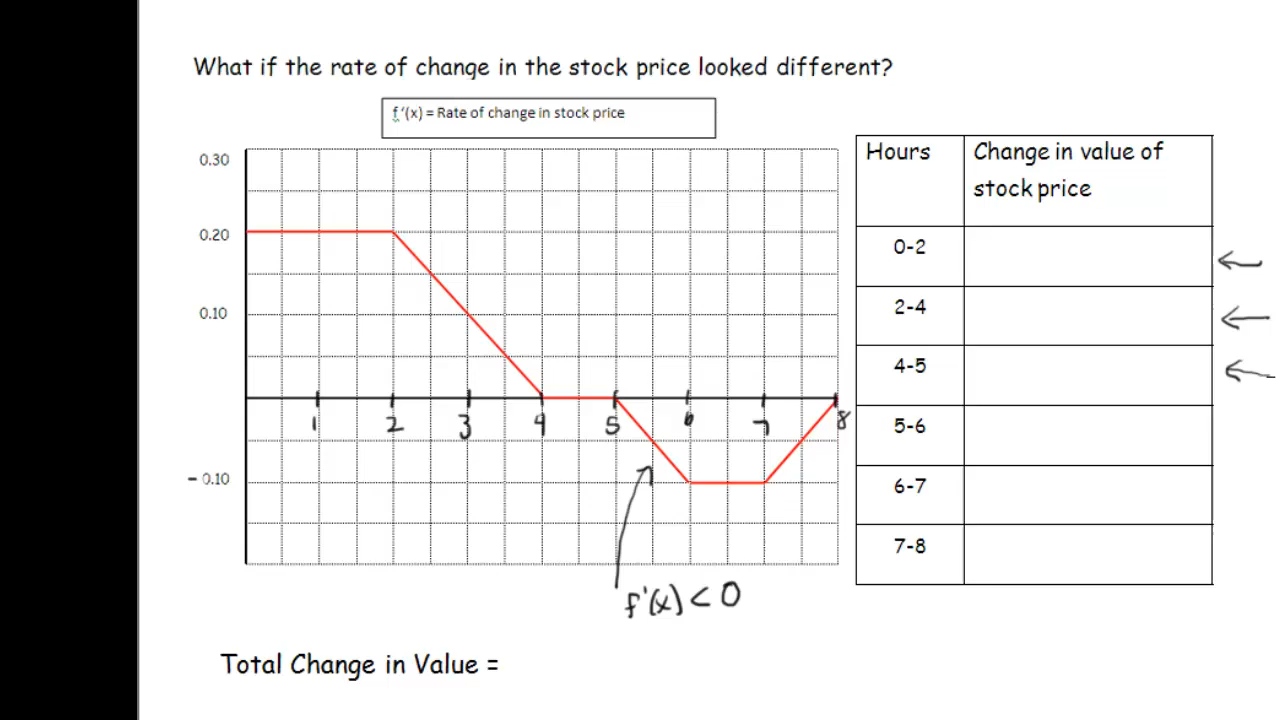 What if the rate of change in the stock price looked different?
f '(x) = Rate of change in stock price
0.30
0.20
0.10
- 0.10
1 2 3 4 5 6 7 8
f'(x) < 0
Hours Change in value of
stock price
0-2
2-4
4-5
5-6
6-7
7-8
Total Change in Value =